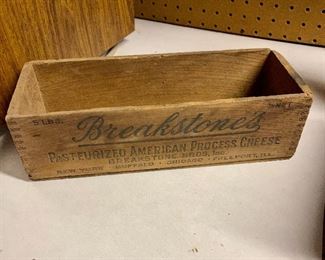 5 LBS.
Breakstone's
PASTEURIZED AMERICAN PROCESS CHEESE
BREAKSTONE BROS. INC.
NEW YORK - BUFFALO - CHICAGO - FREEPORT, ILL.